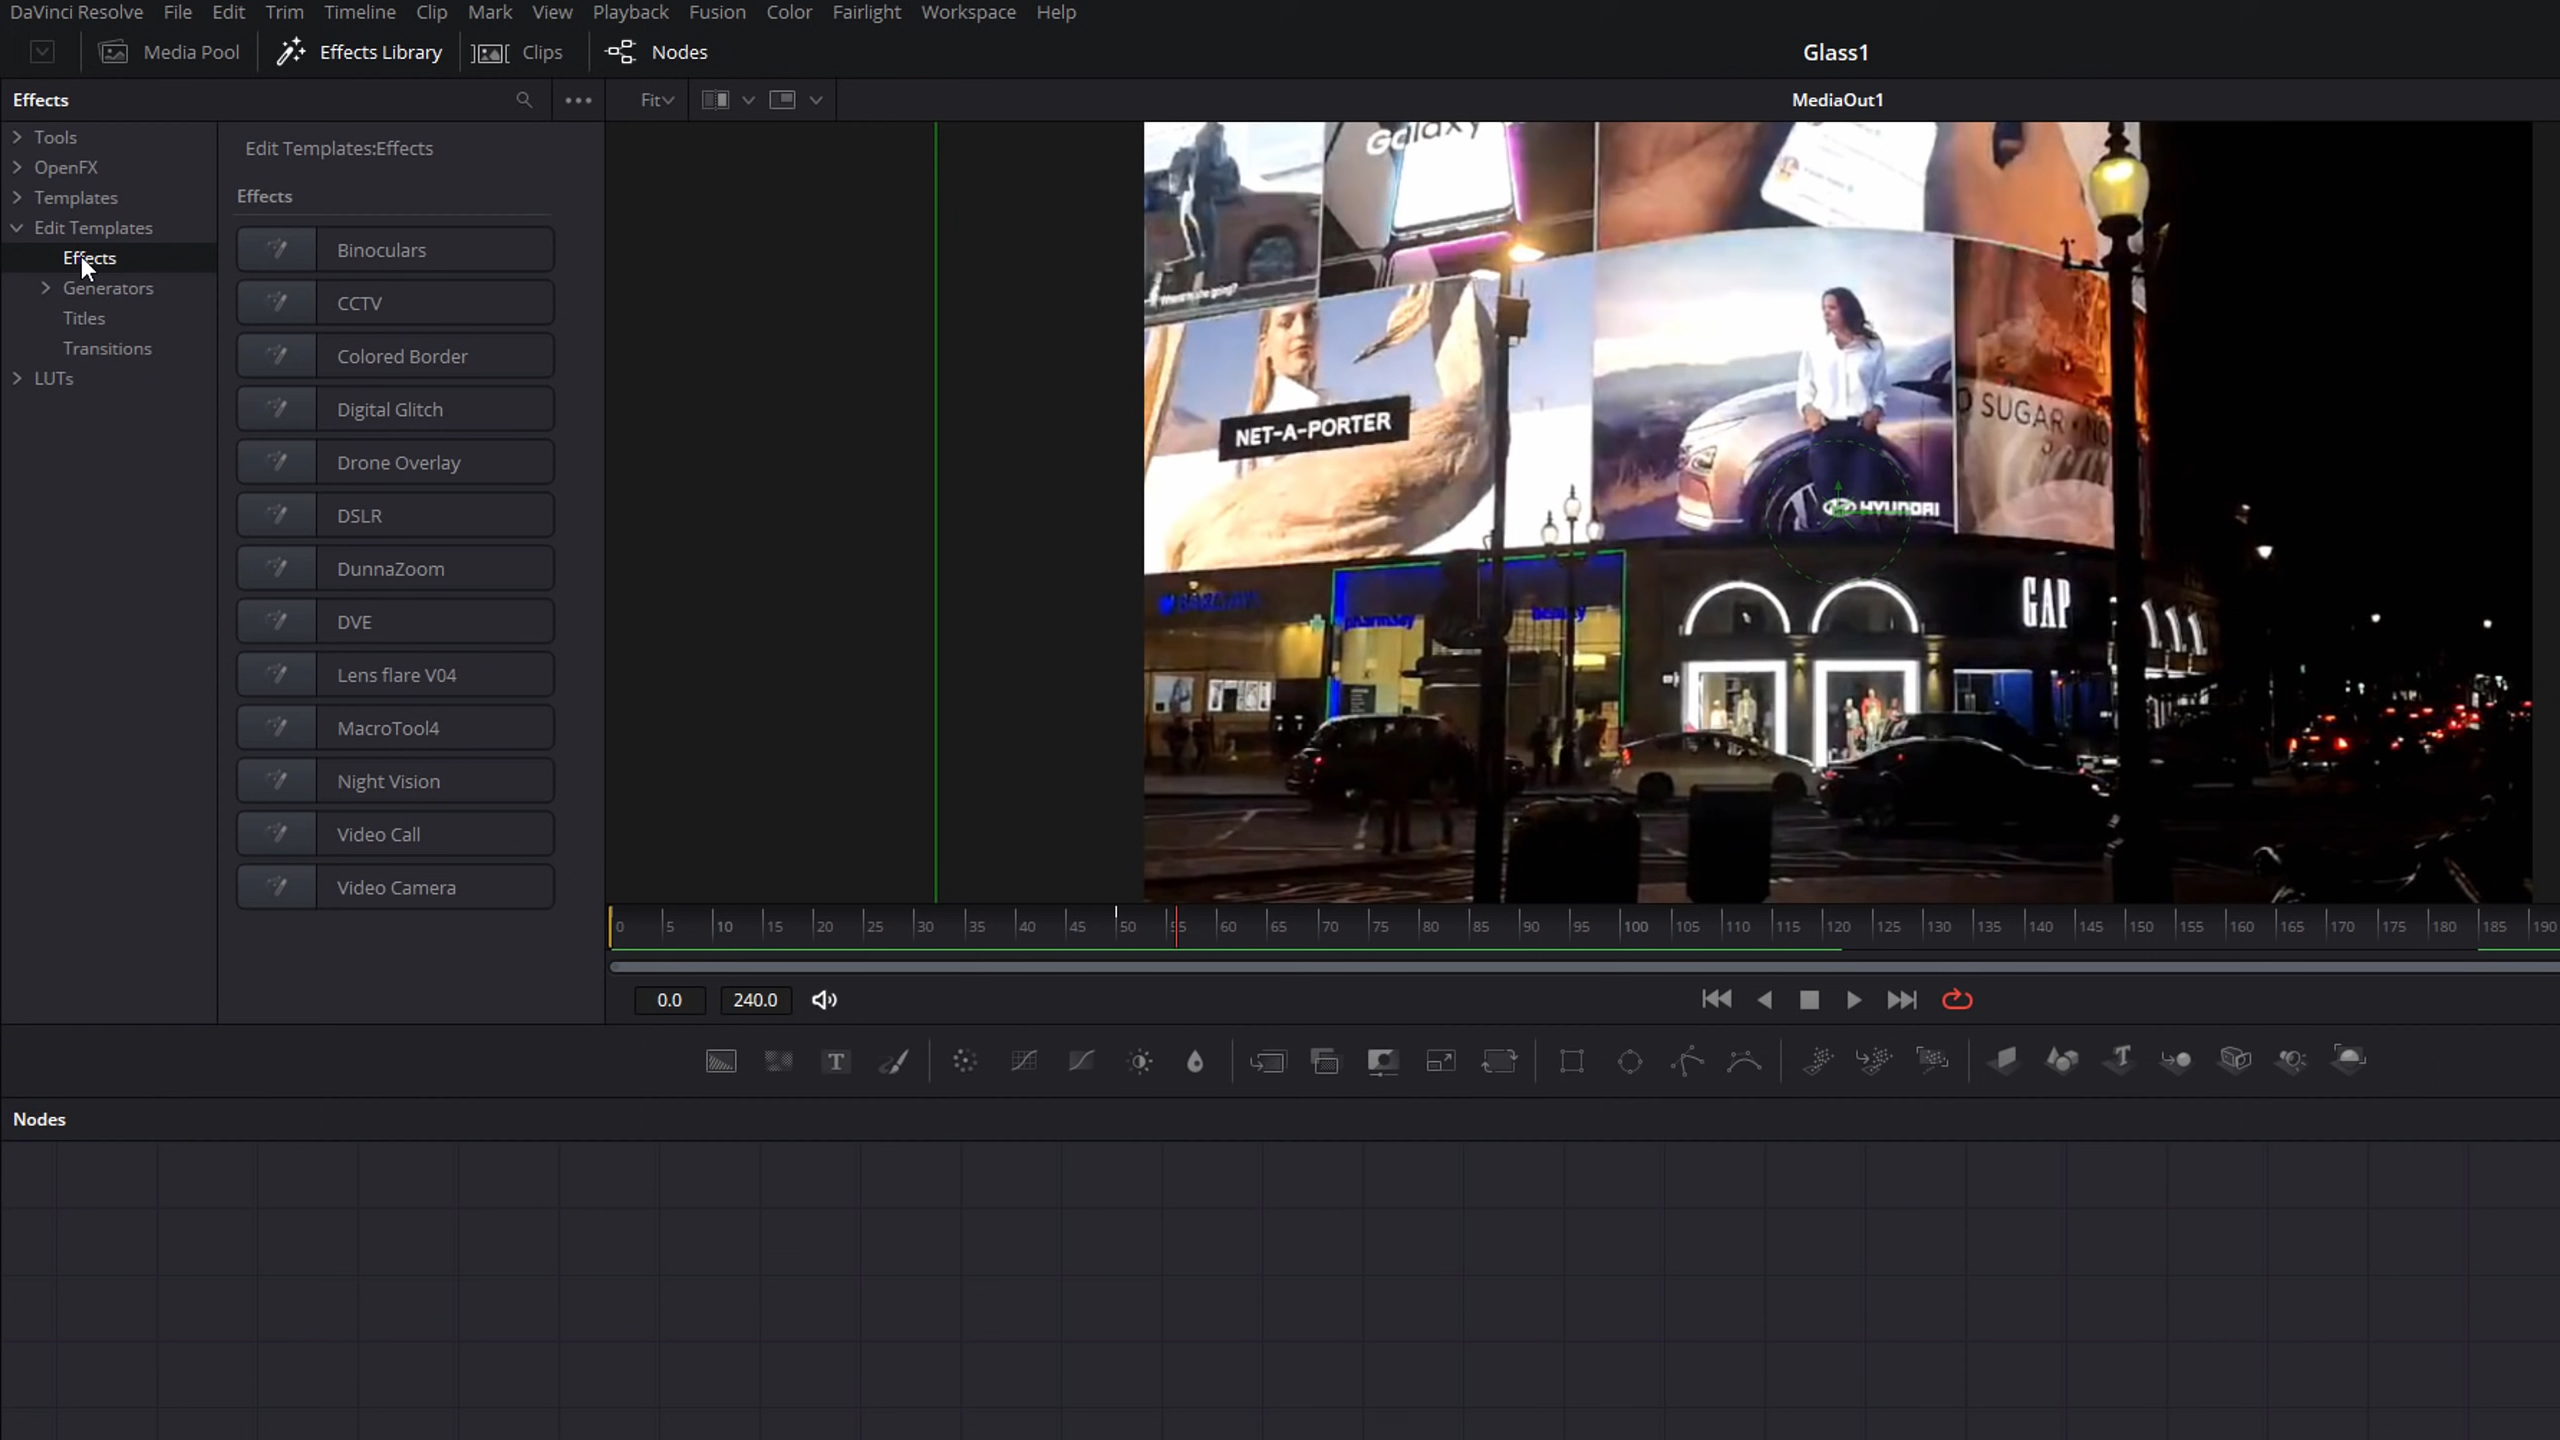 DaVinci Resolve File Edit Trim Timeline Clip Mark View Playback Fusion Color Fairlight Workspace Help
Media Pool Effects Library Clips Nodes Glass1
Effects ••• Fit MediaOut1
Tools
OpenFX
Templates
Edit Templates
Effects
Generators
Titles
Transitions
LUTs
Edit Templates:Effects
Effects
Binoculars
CCTV
Colored Border
Digital Glitch
Drone Overlay
DSLR
DunnaZoom
DVE
Lens flare V04
MacroTool4
Night Vision
Video Call
Video Camera
Galaxy
NET-A-PORTER
SUGAR • NO
HYUNDAI
BARCLAYS
pharmacy
beauty
GAP
0 5 10 15 20 25 30 35 40 45 50 55 60 65 70 75 80 85 90 95 100 105 110 115 120 125 130 135 140 145 150 155 160 165 170 175 180 185 190
0.0 240.0
T
T
Nodes